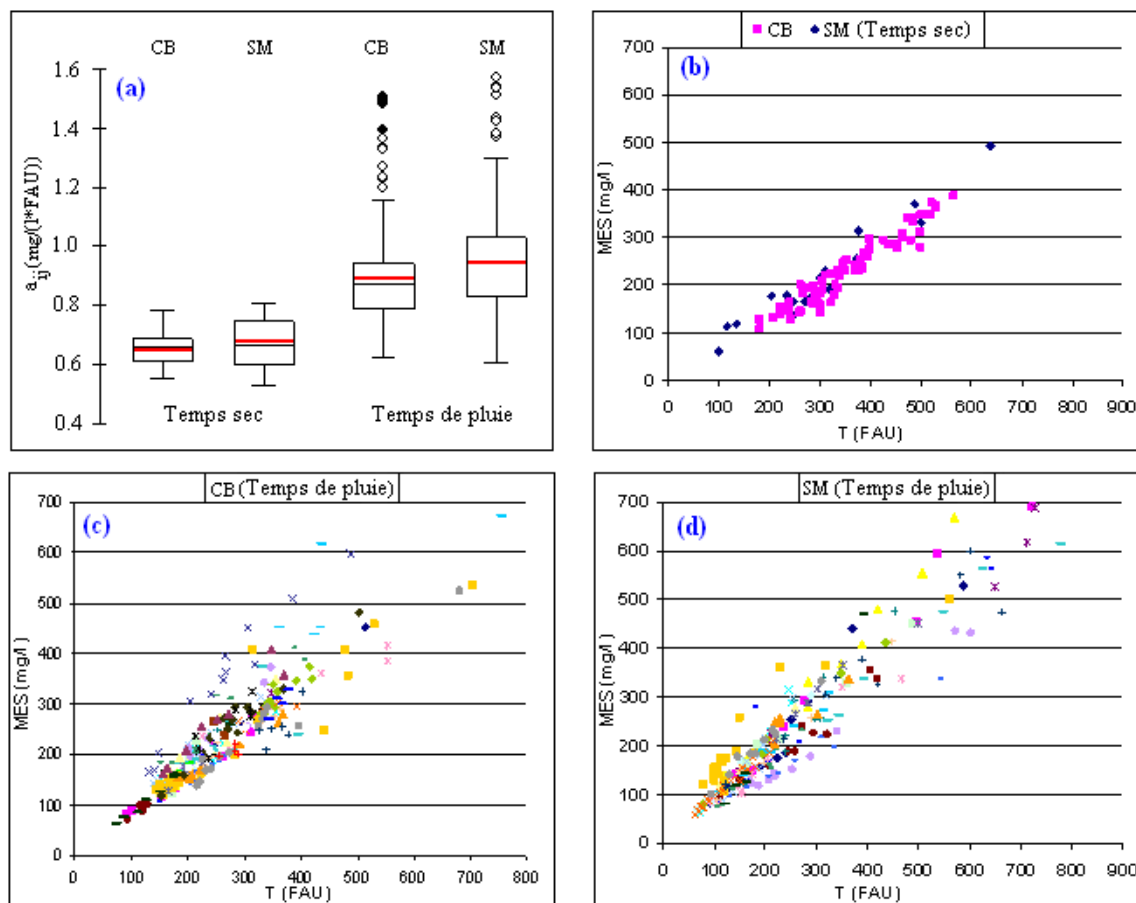 CB SM CB SM
(a)
1.6
1.4
1.2
1.0
0.8
0.6
0.4
a_ij (mg/(l*FAU))
Temps sec Temps de pluie
CB SM (Temps sec)
(b)
700
600
500
400
300
200
100
0
MES (mg/l)
0 100 200 300 400 500 600 700 800 900
T (FAU)
CB (Temps de pluie)
(c)
700
600
500
400
300
200
100
0
MES (mg/l)
0 100 200 300 400 500 600 700 800
T (FAU)
SM (Temps de pluie)
(d)
700
600
500
400
300
200
100
0
MES (mg/l)
0 100 200 300 400 500 600 700 800 900
T (FAU)